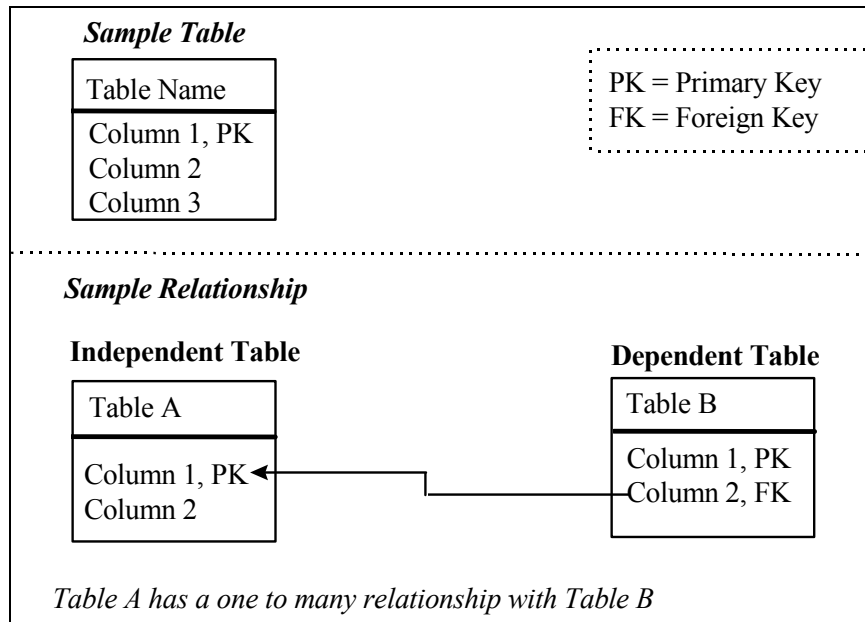 Sample Table
Table Name
Column 1, PK
Column 2
Column 3
PK = Primary Key
FK = Foreign Key
Sample Relationship
Independent Table
Table A
Column 1, PK
Column 2
Dependent Table
Table B
Column 1, PK
Column 2, FK
Table A has a one to many relationship with Table B